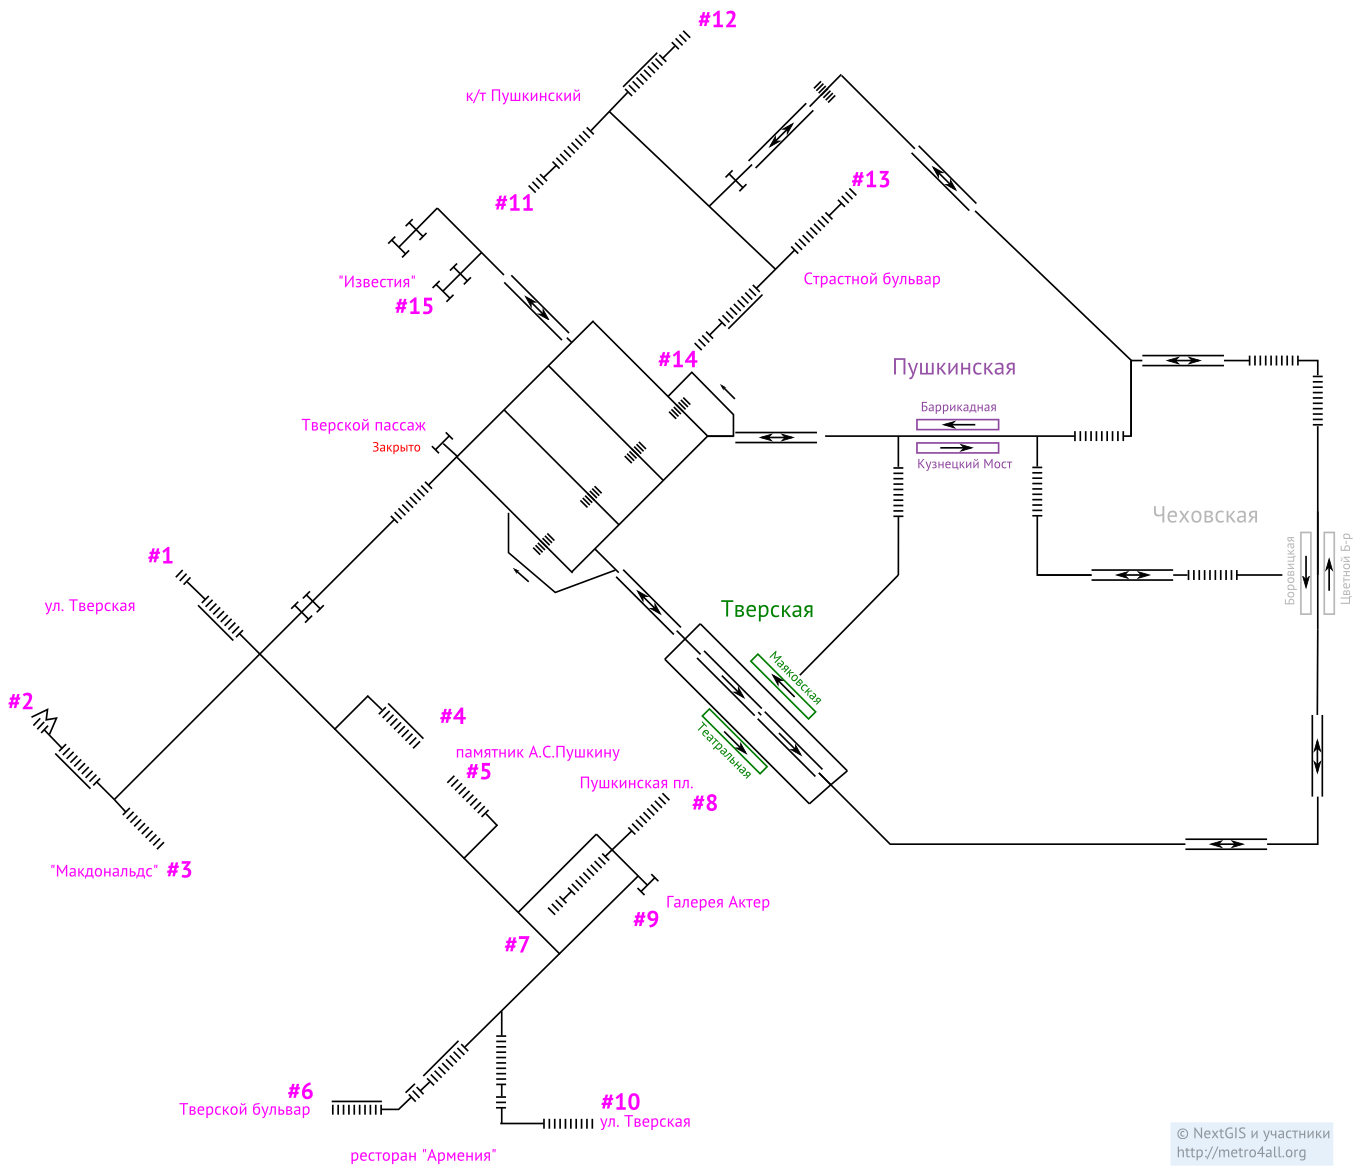 #12
к/т Пушкинский
#13
#11
"Известия"
#15
Страстной бульвар
#14
Пушкинская
Баррикадная
Кузнецкий Мост
Тверской пассаж
Закрыто
Чеховская
Боровицкая
Цветной Б-р
#1
ул. Тверская
Тверская
Маяковская
Театральная
#2
#4
памятник А.С.Пушкину
#5
Пушкинская пл.
#8
"Макдональдс" #3
Галерея Актер
#9
#7
#6
Тверской бульвар
#10
ул. Тверская
ресторан "Армения"
© NextGIS и участники
http://metro4all.org